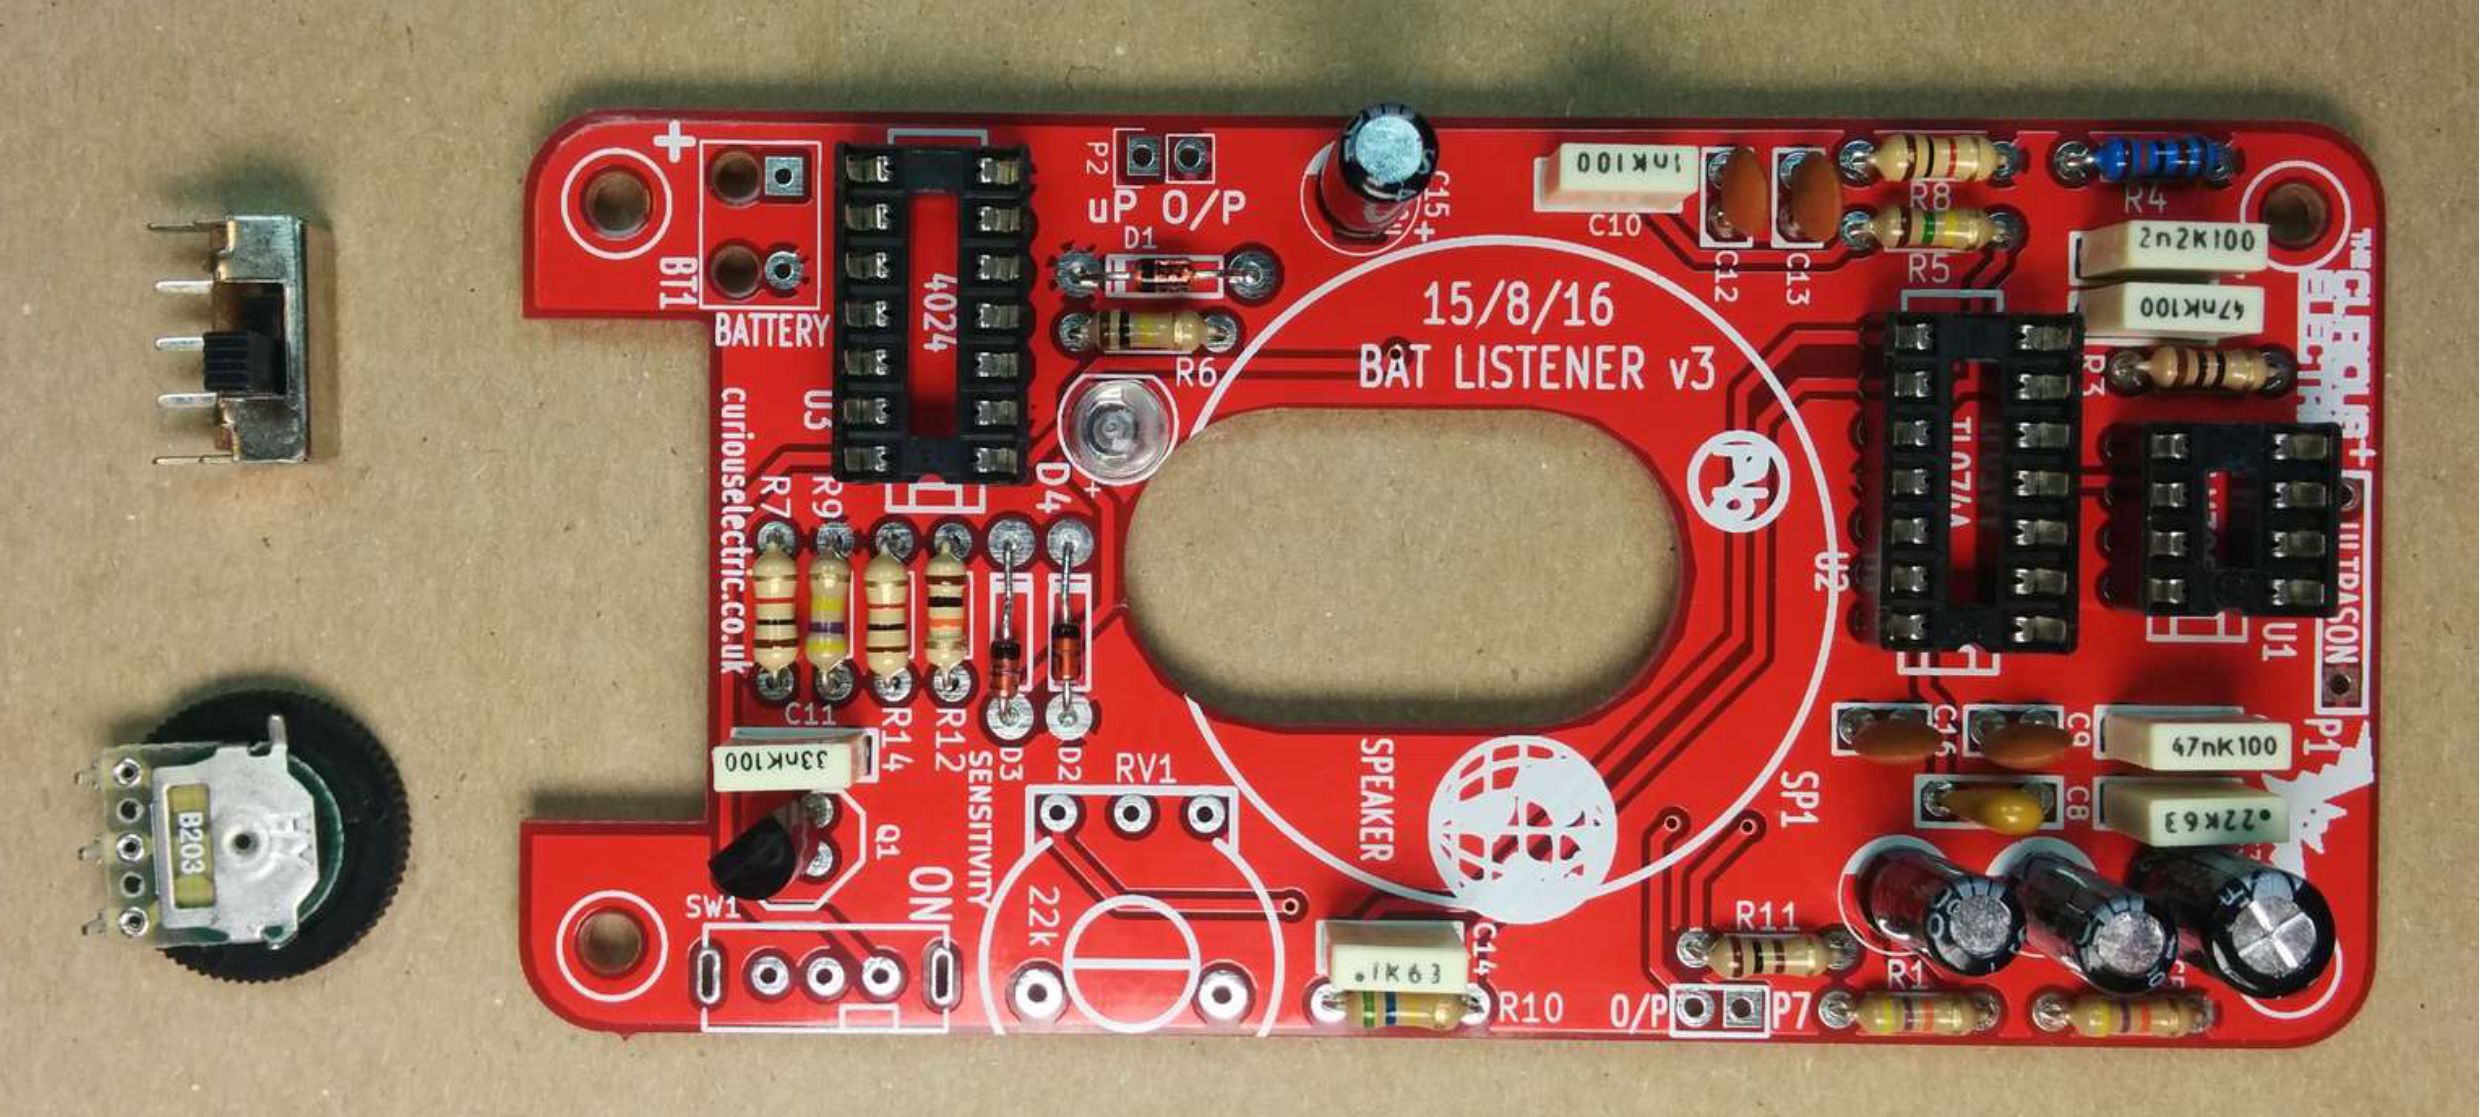 +
BT1
BATTERY
4024
U3
P2
uP O/P
D1
R6
C15+
1nK100
C10
C12
C13
R8
R5
R4
2n2K100
47nK100
R3
15/8/16
BAT LISTENER v3
Pb
TL074
U2
U1
ULTRASON
P1
curiouselectric.co.uk
R7
R9
D4
+
C11
33nK100
R14
R12
D3
D2
SENSITIVITY
RV1
22k
Q1
SW1
ON
SPEAKER
SP1
C9
C8
47nK100
.22K63
C14
.1K63
R10
R11
O/P
P7
R1
B203
HY